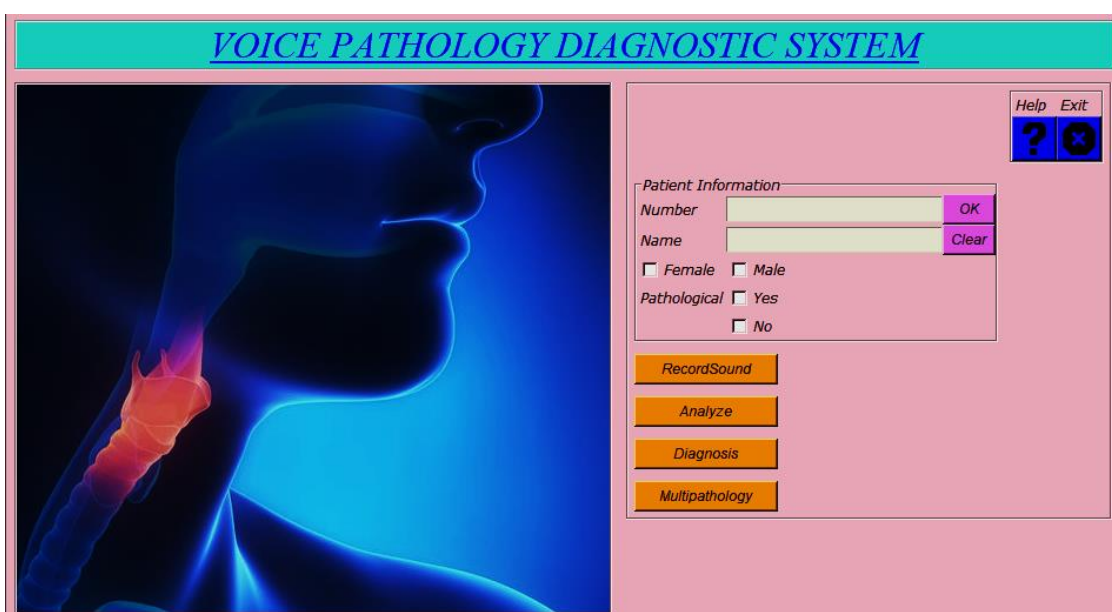 VOICE PATHOLOGY DIAGNOSTIC SYSTEM
Help Exit
?
Patient Information
Number OK
Name Clear
Female Male
Pathological Yes
No
RecordSound
Analyze
Diagnosis
Multipathology